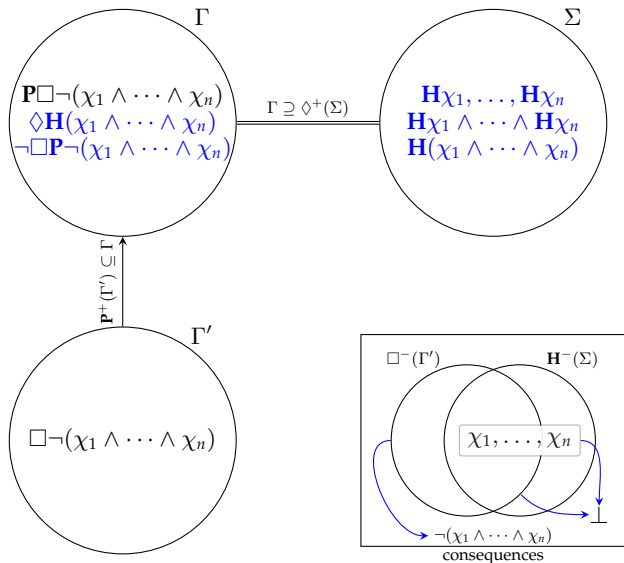 Γ
Σ
P□¬(χ₁ ∧ ⋯ ∧ χₙ)
◊H(χ₁ ∧ ⋯ ∧ χₙ)
¬□P¬(χ₁ ∧ ⋯ ∧ χₙ)
Γ ⊇ ◊⁺(Σ)
Hχ₁, . . . , Hχₙ
Hχ₁ ∧ ⋯ ∧ Hχₙ
H(χ₁ ∧ ⋯ ∧ χₙ)
P⁺(Γ′) ⊆ Γ
Γ′
□¬(χ₁ ∧ ⋯ ∧ χₙ)
□⁻(Γ′)
H⁻(Σ)
χ₁, . . . , χₙ
⊥
¬(χ₁ ∧ ⋯ ∧ χₙ)
consequences